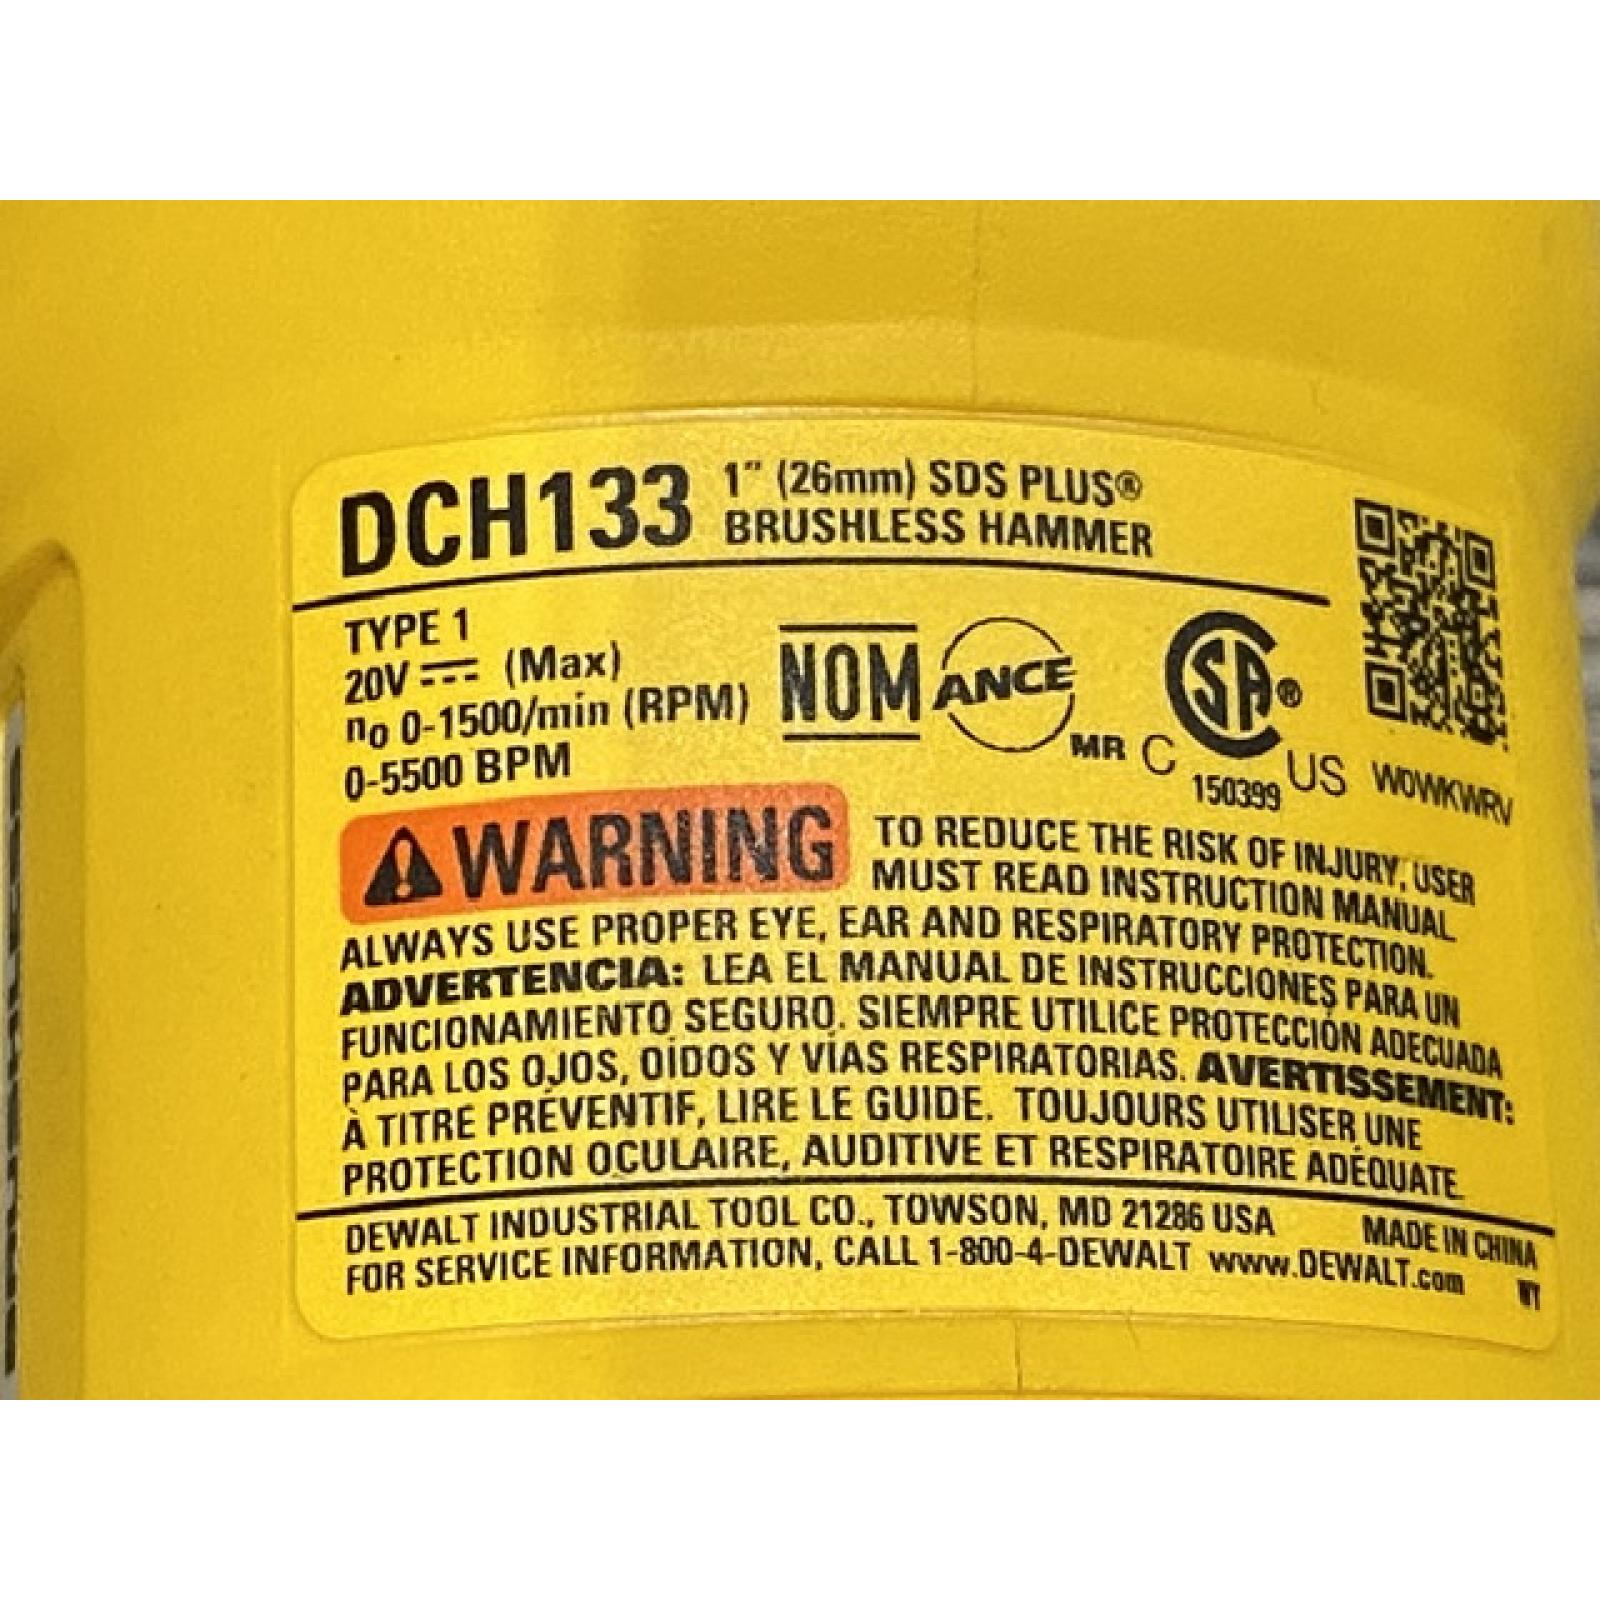 DCH133 1" (26mm) SDS PLUS®
BRUSHLESS HAMMER
TYPE 1
20V ⎓ (Max)
no 0-1500/min (RPM)
0-5500 BPM
NOM ANCE MR
C SA® US
150399
WOWKWRV
WARNING TO REDUCE THE RISK OF INJURY, USER
MUST READ INSTRUCTION MANUAL
ALWAYS USE PROPER EYE, EAR AND RESPIRATORY PROTECTION.
ADVERTENCIA: LEA EL MANUAL DE INSTRUCCIONES PARA UN
FUNCIONAMIENTO SEGURO. SIEMPRE UTILICE PROTECCIÓN ADECUADA
PARA LOS OJOS, OÍDOS Y VÍAS RESPIRATORIAS. AVERTISSEMENT:
À TITRE PRÉVENTIF, LIRE LE GUIDE. TOUJOURS UTILISER UNE
PROTECTION OCULAIRE, AUDITIVE ET RESPIRATOIRE ADÉQUATE.
DEWALT INDUSTRIAL TOOL CO., TOWSON, MD 21286 USA MADE IN CHINA
FOR SERVICE INFORMATION, CALL 1-800-4-DEWALT www.DEWALT.com WY